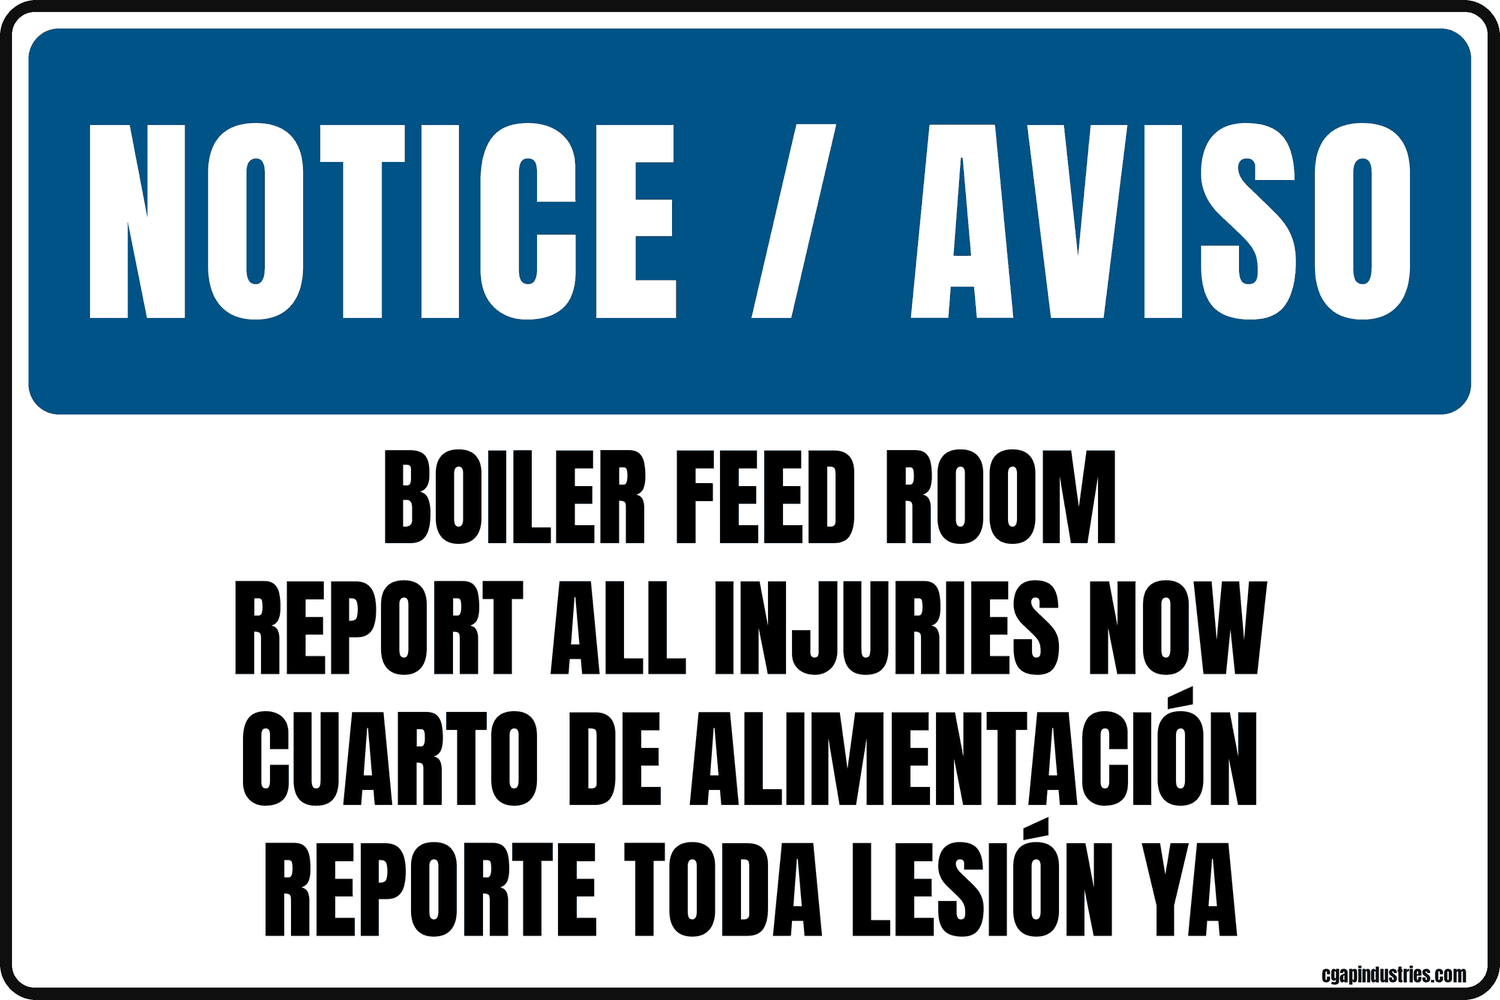 NOTICE / AVISO
BOILER FEED ROOM
REPORT ALL INJURIES NOW
CUARTO DE ALIMENTACIÓN
REPORTE TODA LESIÓN YA
cgapindustries.com